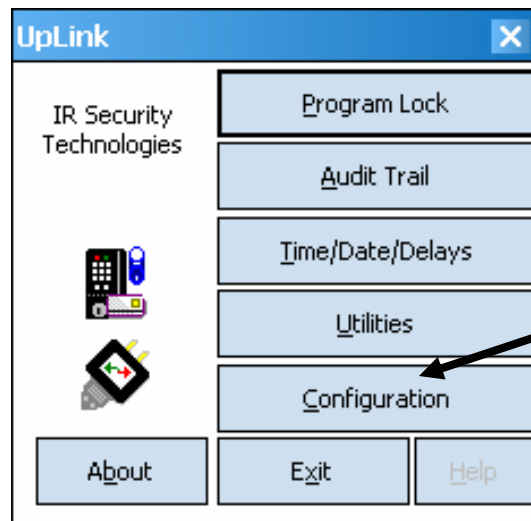 UpLink
IR Security
Technologies
Program Lock
Audit Trail
Time/Date/Delays
Utilities
Configuration
About
Exit
Help